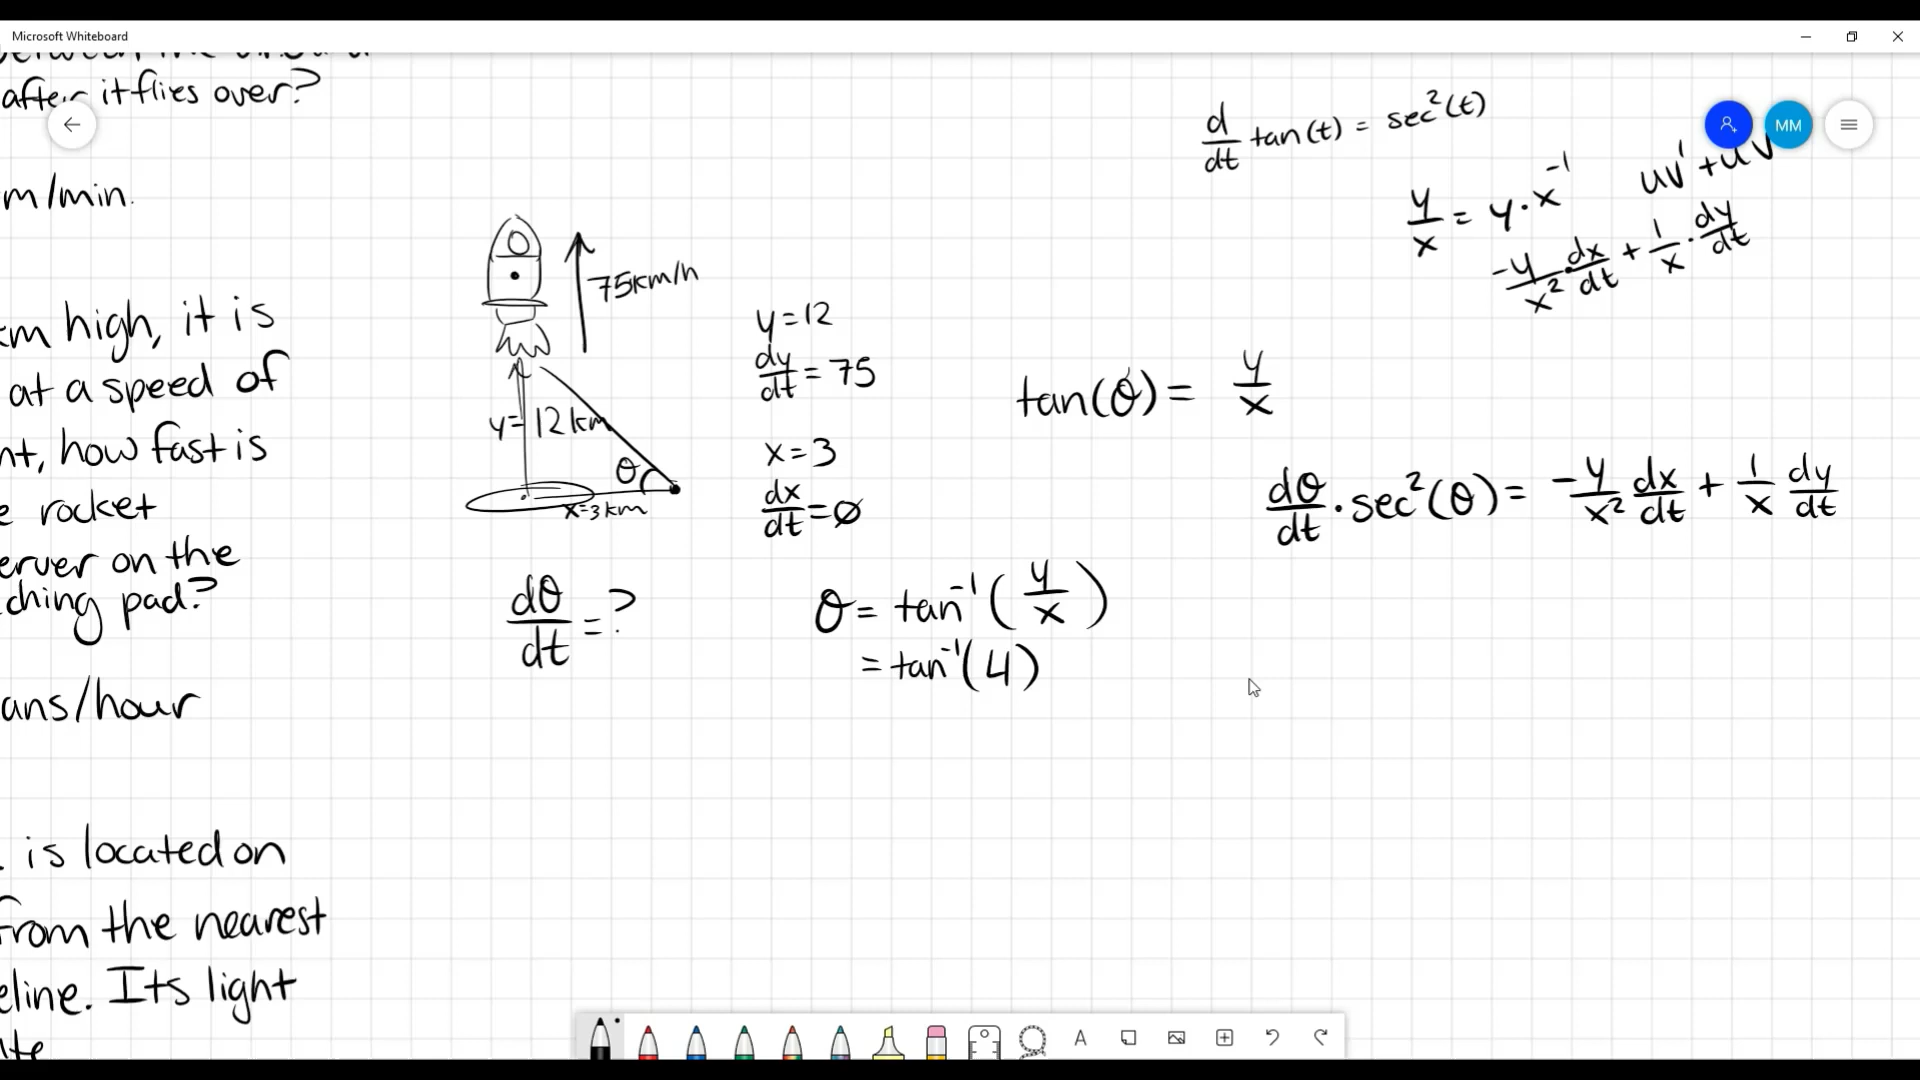 Microsoft Whiteboard
after it flies over?
m/min.
km high, it is
at a speed of
nt, how fast is
e rocket
erver on the
ching pad?
ans/hour
is located on
from the nearest
eline. Its light
75km/h
y=12km
θ
x=3km
y=12
dy/dt = 75
x=3
dx/dt = ∅
dθ/dt = ?
θ = tan⁻¹(y/x)
= tan⁻¹(4)
d/dt tan(t) = sec²(t)
MM
y/x = y·x⁻¹
uv' + u'v
-y/x² · dx/dt + 1/x · dy/dt
tan(θ) = y/x
dθ/dt · sec²(θ) = -y/x² dx/dt + 1/x dy/dt
A